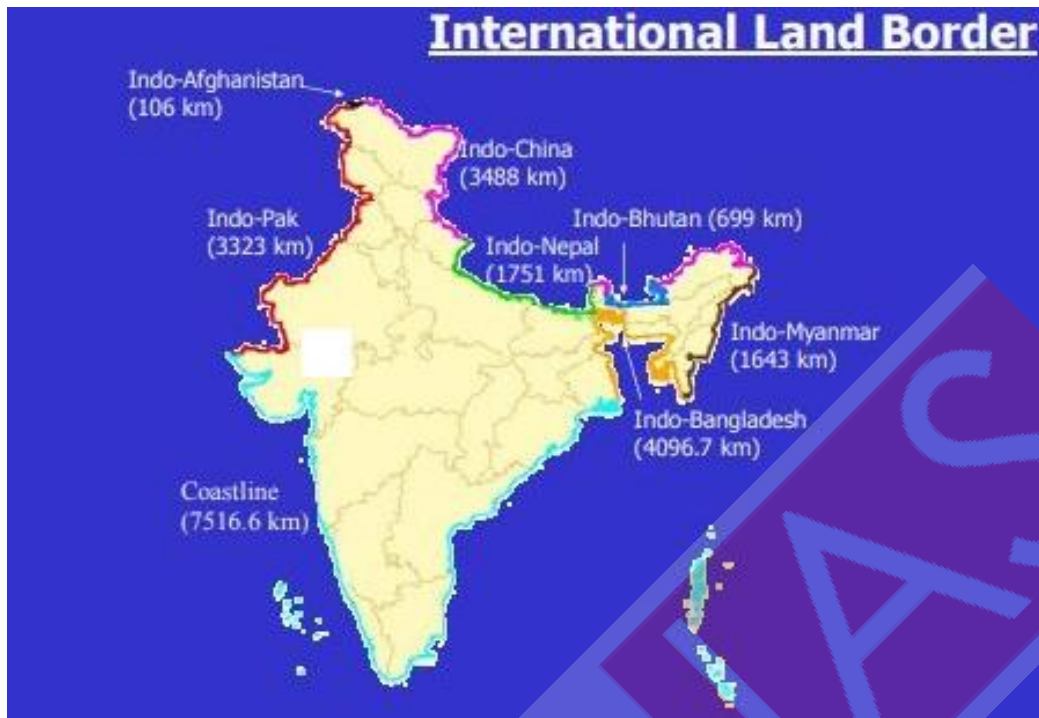 International Land Border
Indo-Afghanistan
(106 km)
Indo-China
(3488 km)
Indo-Pak
(3323 km)
Indo-Bhutan (699 km)
Indo-Nepal
(1751 km)
Indo-Myanmar
(1643 km)
Indo-Bangladesh
(4096.7 km)
Coastline
(7516.6 km)
IAS